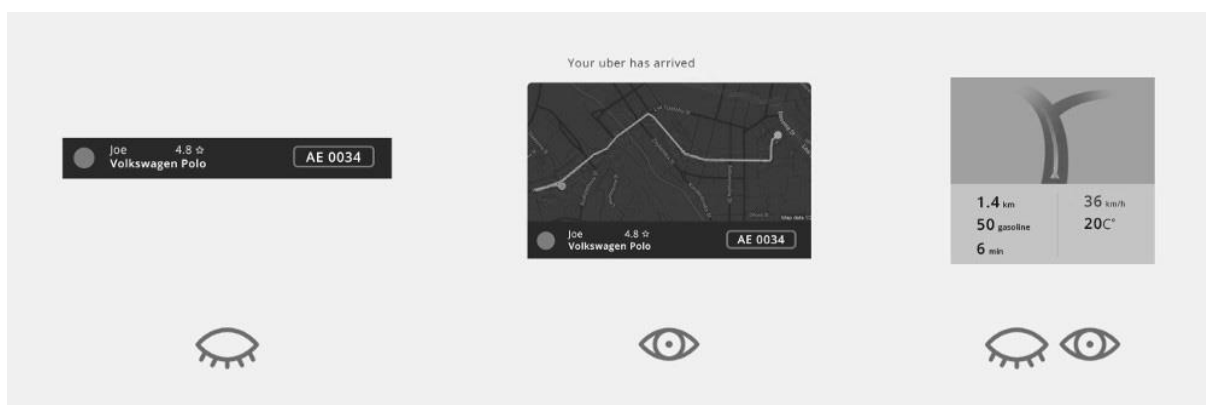 Joe 4.8 ☆
Volkswagen Polo
AE 0034
Your uber has arrived
Joe 4.8 ☆
Volkswagen Polo
AE 0034
1.4 km
50 gasoline
6 min
36 km/h
20C°